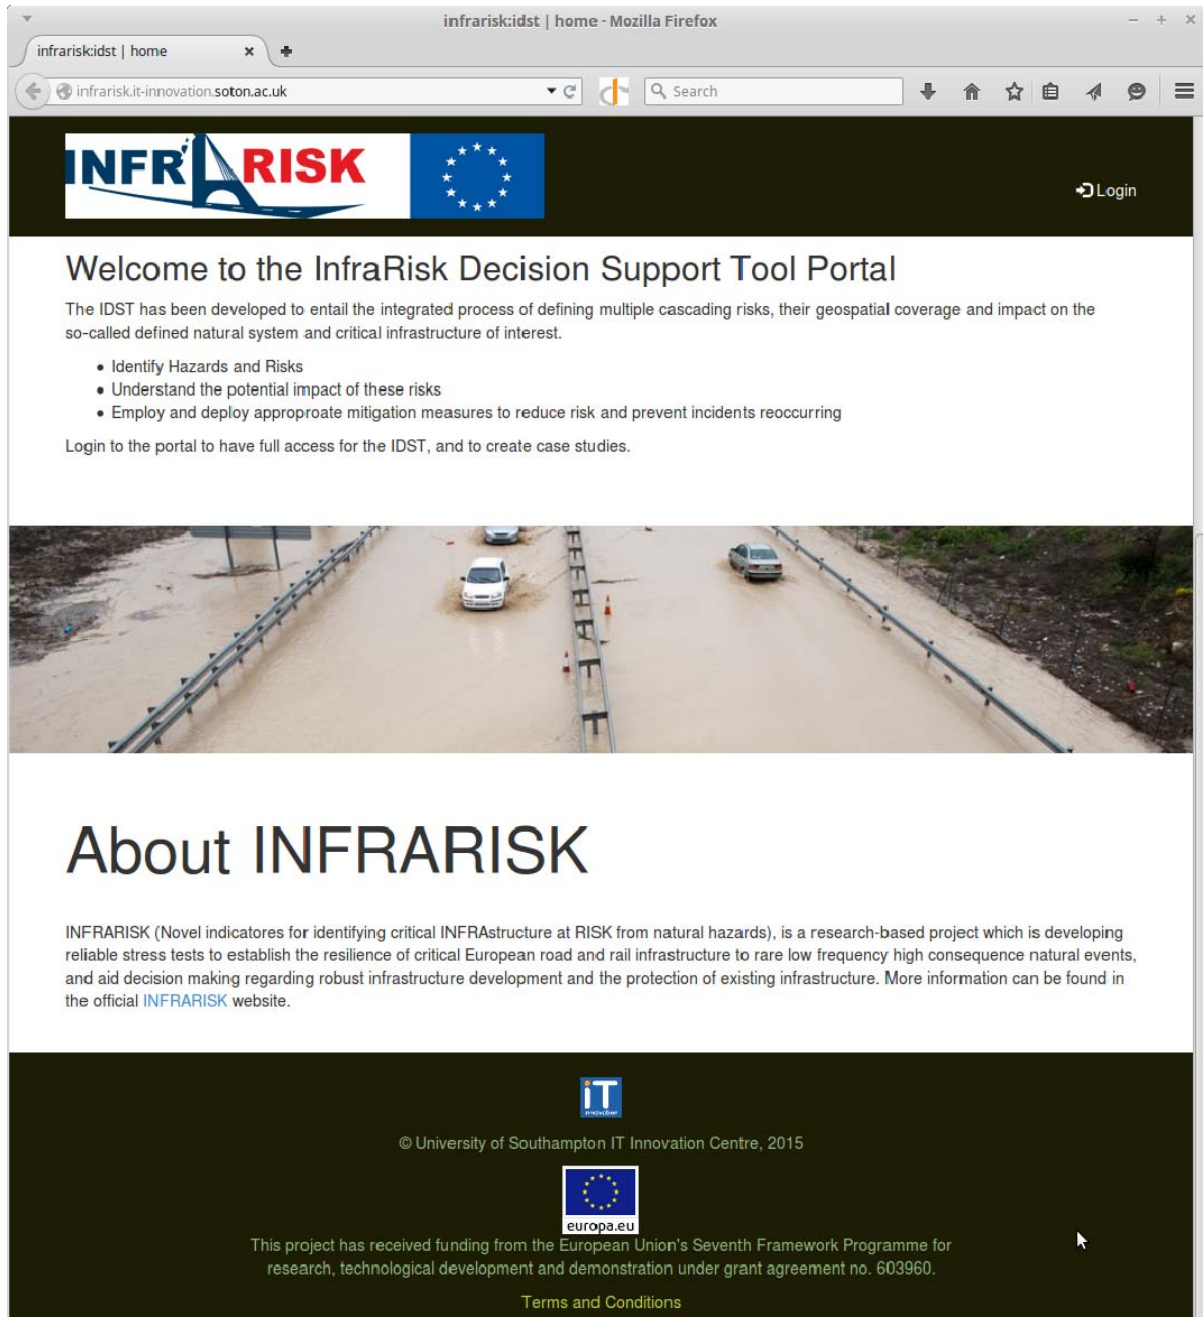 infrarisk:idst | home - Mozilla Firefox
infrarisk:idst | home
infrarisk.it-innovation.soton.ac.uk
Search
INFRARISK
Login
Welcome to the InfraRisk Decision Support Tool Portal
The IDST has been developed to entail the integrated process of defining multiple cascading risks, their geospatial coverage and impact on the
so-called defined natural system and critical infrastructure of interest.
• Identify Hazards and Risks
• Understand the potential impact of these risks
• Employ and deploy approproate mitigation measures to reduce risk and prevent incidents reoccurring
Login to the portal to have full access for the IDST, and to create case studies.
About INFRARISK
INFRARISK (Novel indicatores for identifying critical INFRAstructure at RISK from natural hazards), is a research-based project which is developing
reliable stress tests to establish the resilience of critical European road and rail infrastructure to rare low frequency high consequence natural events,
and aid decision making regarding robust infrastructure development and the protection of existing infrastructure. More information can be found in
the official INFRARISK website.
iT
innovation
© University of Southampton IT Innovation Centre, 2015
europa.eu
This project has received funding from the European Union's Seventh Framework Programme for
research, technological development and demonstration under grant agreement no. 603960.
Terms and Conditions